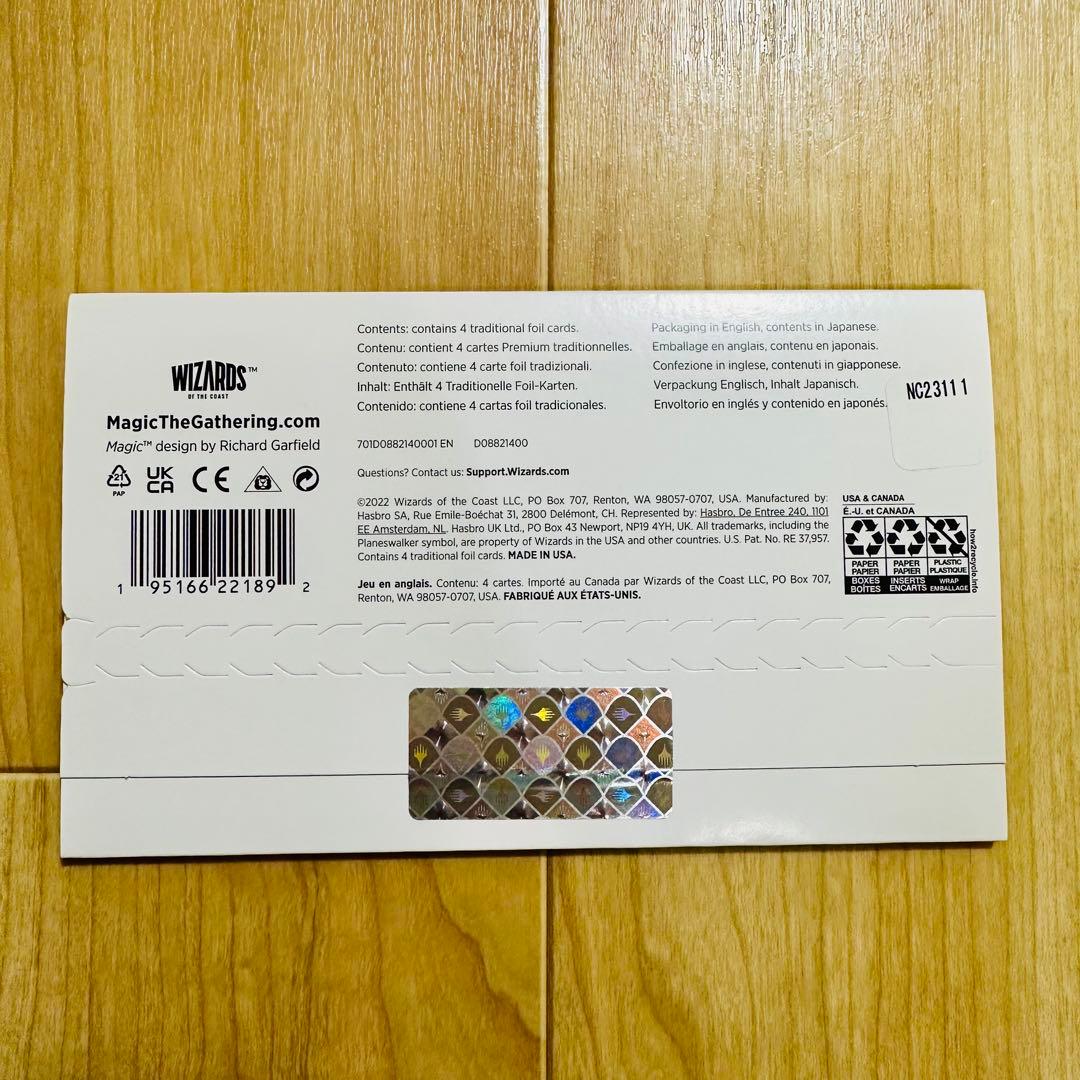 WIZARDS™
OF THE COAST
MagicTheGathering.com
Magic™ design by Richard Garfield
21
PAP
UK
CA
CE
1 95166 22189 2
Contents: contains 4 traditional foil cards.
Contenu: contient 4 cartes Premium traditionnelles.
Contenuto: contiene 4 carte foil tradizionali.
Inhalt: Enthält 4 Traditionelle Foil-Karten.
Contenido: contiene 4 cartas foil tradicionales.
Packaging in English, contents in Japanese.
Emballage en anglais, contenu en japonais.
Confezione in inglese, contenuti in giapponese.
Verpackung Englisch, Inhalt Japanisch.
Envoltorio en inglés y contenido en japonés.
NC23111
701D0882140001 EN D08821400
Questions? Contact us: Support.Wizards.com
©2022 Wizards of the Coast LLC, PO Box 707, Renton, WA 98057-0707, USA. Manufactured by:
Hasbro SA, Rue Emile-Boéchat 31, 2800 Delémont, CH. Represented by: Hasbro, De Entree 240, 1101
EE Amsterdam, NL. Hasbro UK Ltd., PO Box 43 Newport, NP19 4YH, UK. All trademarks, including the
Planeswalker symbol, are property of Wizards in the USA and other countries. U.S. Pat. No. RE 37,957.
Contains 4 traditional foil cards. MADE IN USA.
Jeu en anglais. Contenu: 4 cartes. Importé au Canada par Wizards of the Coast LLC, PO Box 707,
Renton, WA 98057-0707, USA. FABRIQUÉ AUX ÉTATS-UNIS.
USA & CANADA
É.-U. et CANADA
PAPER
PAPIER
BOXES
BOÎTES
PAPER
PAPIER
INSERTS
ENCARTS
PLASTIC
PLASTIQUE
WRAP
EMBALLAGE
how2recycle.info